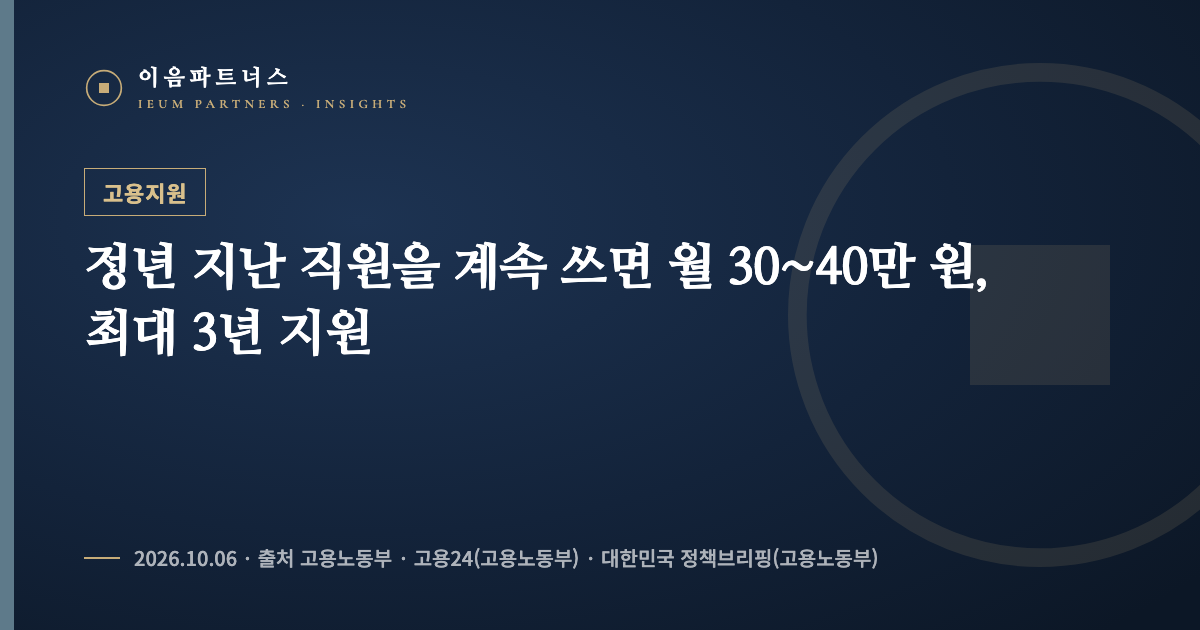 이음파트너스
IEUM PARTNERS · INSIGHTS
고용지원
정년 지난 직원을 계속 쓰면 월 30~40만 원,
최대 3년 지원
2026.10.06 · 출처 고용노동부 · 고용24(고용노동부) · 대한민국 정책브리핑(고용노동부)